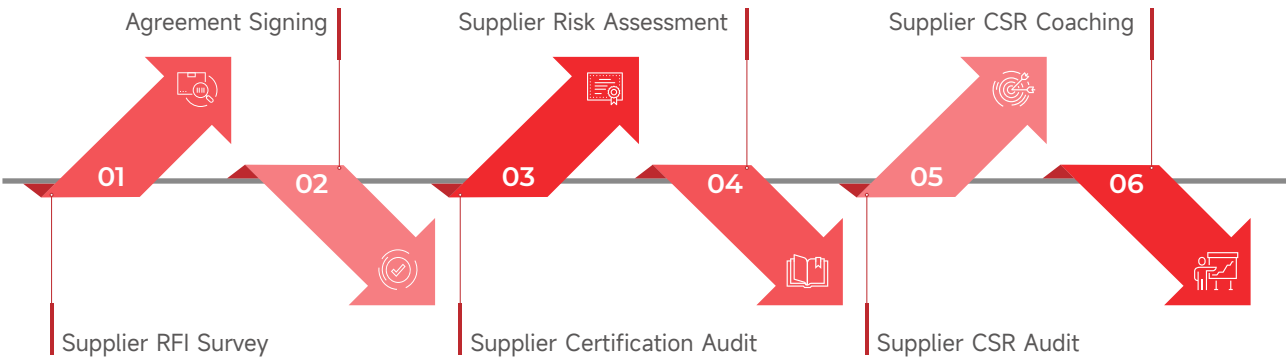 Agreement Signing
Supplier Risk Assessment
Supplier CSR Coaching
01
02
03
04
05
06
Supplier RFI Survey
Supplier Certification Audit
Supplier CSR Audit